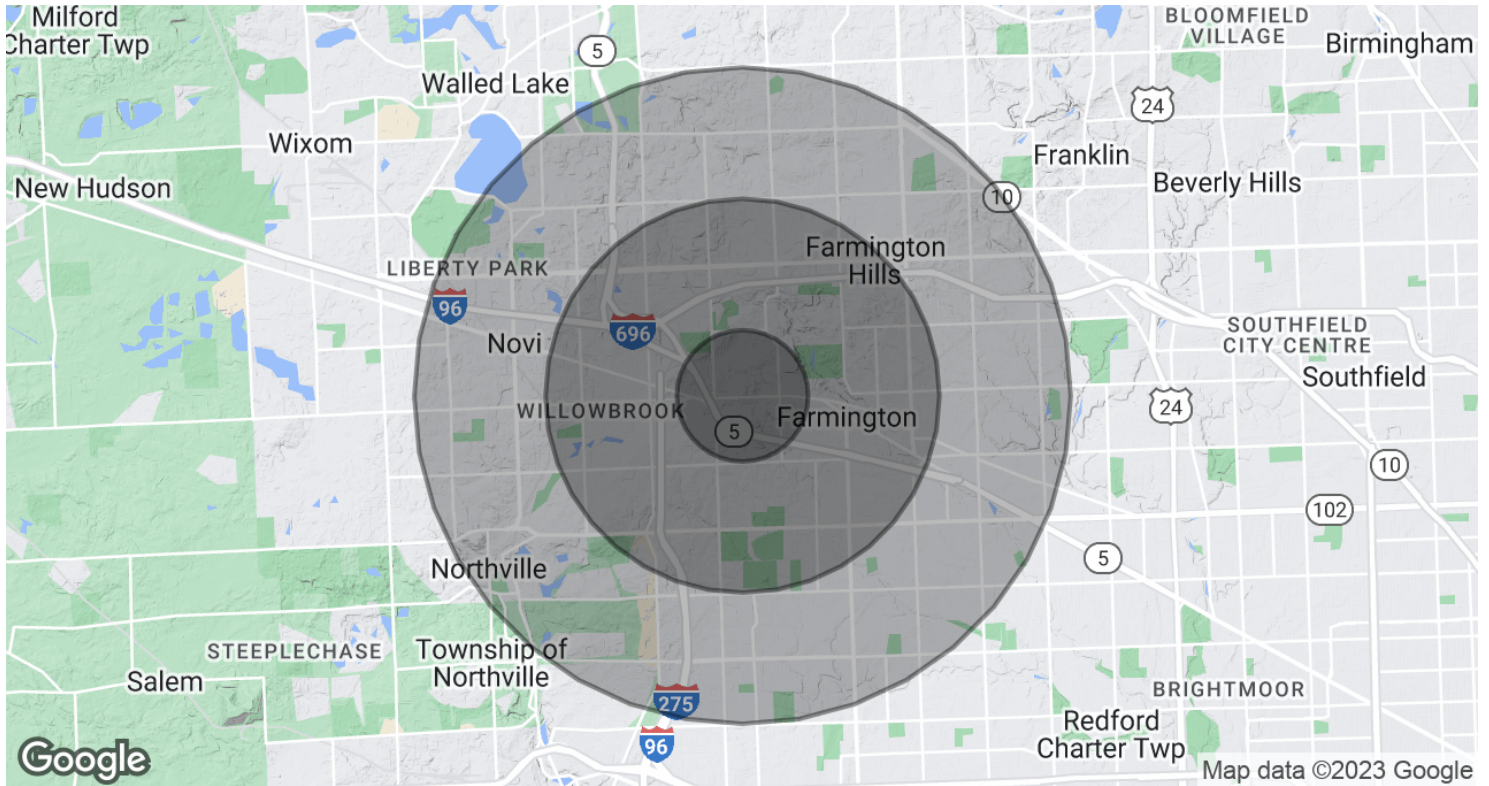 Milford
Charter Twp
BLOOMFIELD
VILLAGE
Birmingham
5
Walled Lake
24
Wixom
Franklin
New Hudson
Beverly Hills
10
Farmington
Hills
LIBERTY PARK
96
696
Novi
SOUTHFIELD
CITY CENTRE
Southfield
WILLOWBROOK
Farmington
24
5
10
102
5
Northville
STEEPLECHASE
Township of
Northville
Salem
275
BRIGHTMOOR
96
Redford
Charter Twp
Google
Map data ©2023 Google